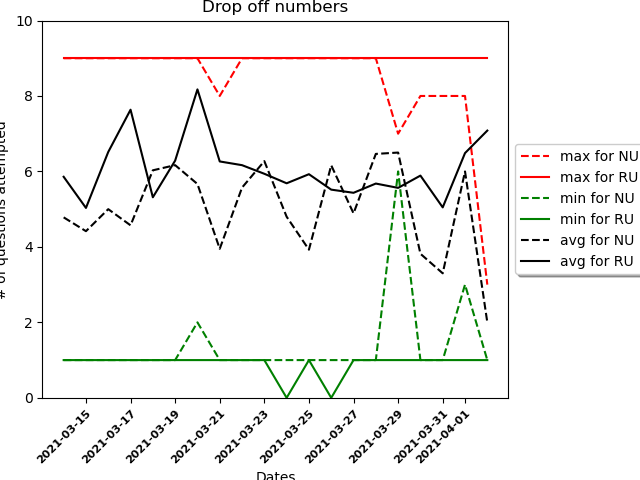 Drop off numbers
# of questions attempted
10
8
6
4
2
0
2021-03-15
2021-03-17
2021-03-19
2021-03-21
2021-03-23
2021-03-25
2021-03-27
2021-03-29
2021-03-31
2021-04-01
Dates
max for NU
max for RU
min for NU
min for RU
avg for NU
avg for RU